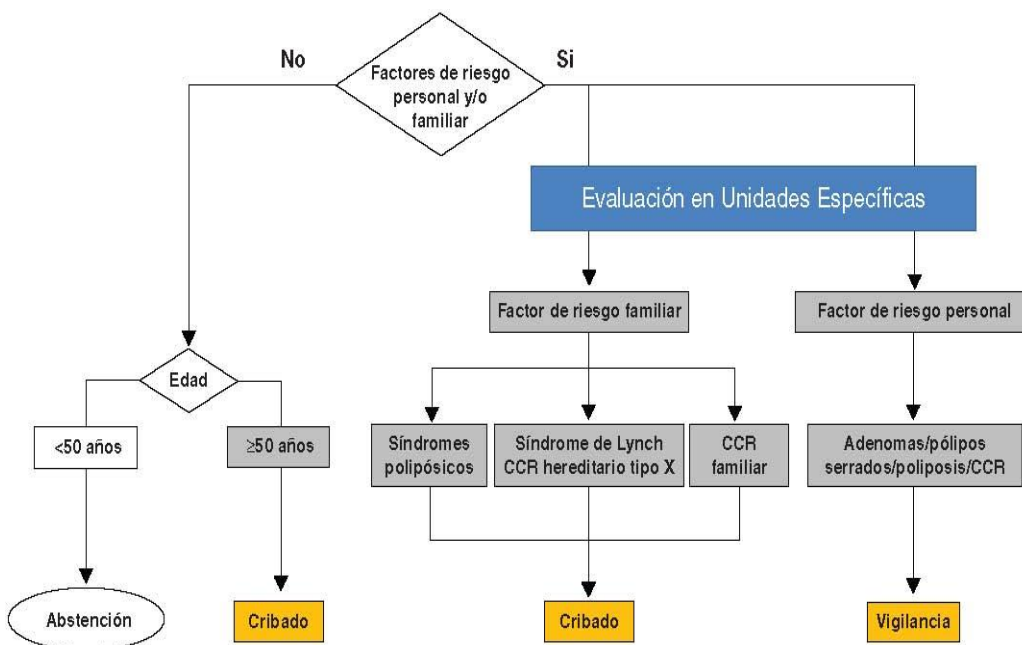 No
Si
Factores de riesgo
personal y/o
familiar
Evaluación en Unidades Específicas
Factor de riesgo familiar
Factor de riesgo personal
Edad
<50 años
≥50 años
Síndromes
polipósicos
Síndrome de Lynch
CCR hereditario tipo X
CCR
familiar
Adenomas/pólipos
serrados/poliposis/CCR
Abstención
Cribado
Cribado
Vigilancia